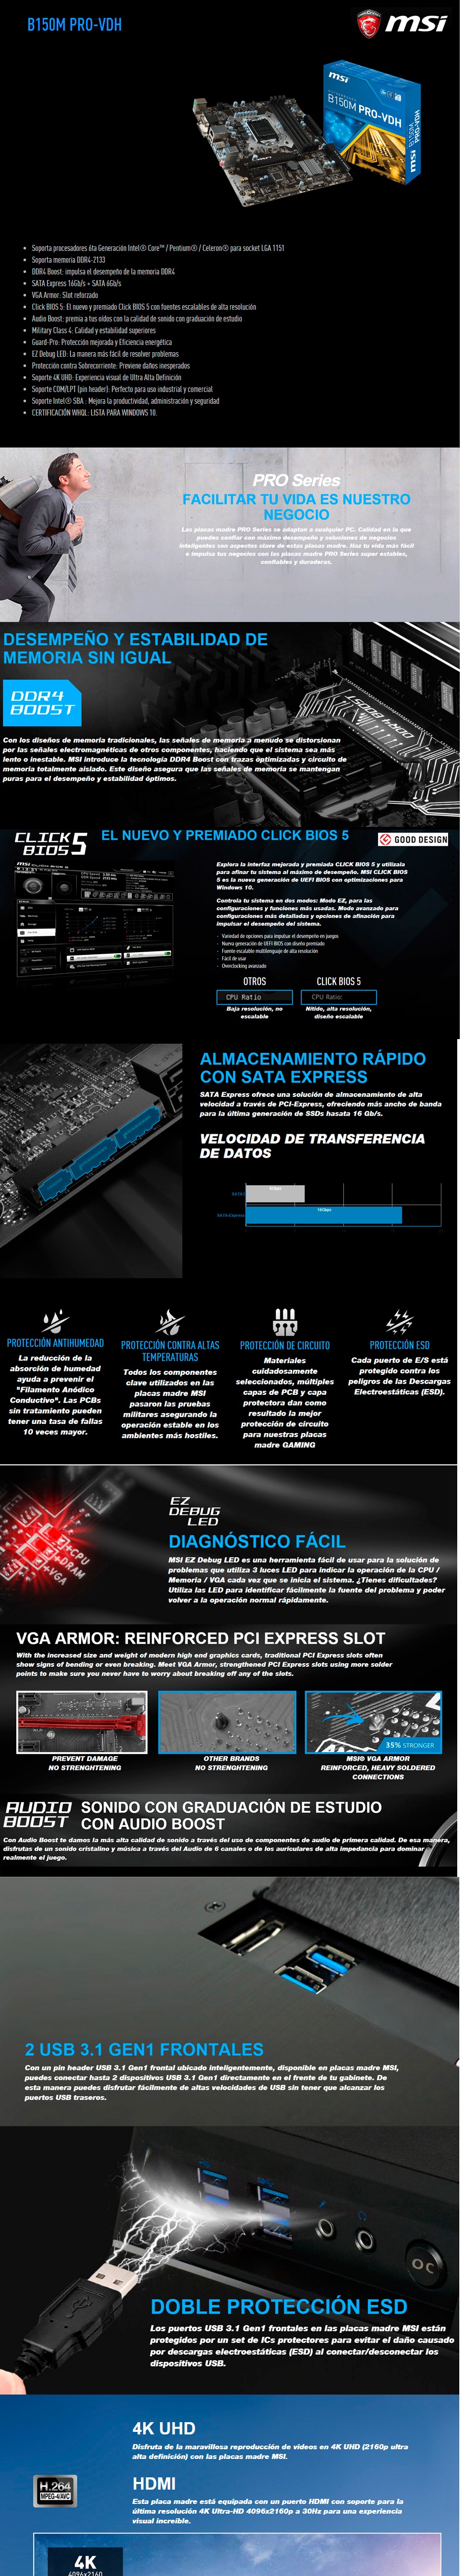 B150M PRO-VDH
msi
msi
B150M PRO-VDH
B150M
PRO-VDH
msi
Soporta procesadores 6ta Generación Intel® Core™ / Pentium® / Celeron® para socket LGA 1151
Soporta memoria DDR4-2133
DDR4 Boost: impulsa el desempeño de la memoria DDR4
SATA Express 16Gb/s + SATA 6Gb/s
VGA Armor: Slot reforzado
Click BIOS 5: El nuevo y premiado Click BIOS 5 con fuentes escalables de alta resolución
Audio Boost: premia a tus oídos con la calidad de sonido con graduación de estudio
Military Class 4: Calidad y estabilidad superiores
Guard-Pro: Protección mejorada y Eficiencia energética
EZ Debug LED: La manera más fácil de resolver problemas
Protección contra Sobrecorriente: Previene daños inesperados
Soporte 4K UHD: Experiencia visual de Ultra Alta Definición
Soporte COM/LPT (pin header): Perfecto para uso industrial y comercial
Soporte Intel® SBA : Mejora la productividad, administración y seguridad
CERTIFICACIÓN WHQL: LISTA PARA WINDOWS 10.
PRO Series
FACILITAR TU VIDA ES NUESTRO
NEGOCIO
Las placas madre PRO Series se adaptan a cualquier PC. Calidad en la que
puedes confiar con máximo desempeño y soluciones de negocios
inteligentes son aspectos clave de estas placas madre. Haz tu vida más fácil
e impulsa tus negocios con las placas madre PRO Series super estables,
confiables y duraderas.
DESEMPEÑO Y ESTABILIDAD DE
MEMORIA SIN IGUAL
DDR4
BOOST
DDR4 BOOST
Con los diseños de memoria tradicionales, las señales de memoria a menudo se distorsionan
por las señales electromagnéticas de otros componentes, haciendo que el sistema sea más
lento o inestable. MSI introduce la tecnología DDR4 Boost con trazas óptimizadas y circuito de
memoria totalmente aislado. Este diseño asegura que las señales de memoria se mantengan
puras para el desempeño y estabilidad óptimos.
CLICK BIOS 5
EL NUEVO Y PREMIADO CLICK BIOS 5
GOOD DESIGN
Explora la interfaz mejorada y premiada CLICK BIOS 5 y utilízala
para afinar tu sistema al máximo de desempeño. MSI CLICK BIOS
5 es la nueva generación de UEFI BIOS con optimizaciones para
Windows 10.
Controla tu sistema en dos modos: Modo EZ, para las
configuraciones y funciones más usadas. Modo avanzado para
configuraciones más detalladas y opciones de afinación para
impulsar el desempeño del sistema.
- Variedad de opciones para impulsar el desempeño en juegos
- Nueva generación de UEFI BIOS con diseño premiado
- Fuente escalable multilenguaje de alta resolución
- Fácil de usar
- Overclocking avanzado
OTROS
CLICK BIOS 5
CPU Ratio
CPU Ratio:
Baja resolución, no
escalable
Nítido, alta resolución,
diseño escalable
ALMACENAMIENTO RÁPIDO
CON SATA EXPRESS
SATA Express ofrece una solución de almacenamiento de alta
velocidad a través de PCI-Express, ofreciendo más ancho de banda
para la última generación de SSDs hasata 16 Gb/s.
VELOCIDAD DE TRANSFERENCIA
DE DATOS
PROTECCIÓN ANTIHUMEDAD
La reducción de la
absorción de humedad
ayuda a prevenir el
"Filamento Anódico
Conductivo". Las PCBs
sin tratamiento pueden
tener una tasa de fallas
10 veces mayor.
PROTECCIÓN CONTRA ALTAS
TEMPERATURAS
Todos los componentes
clave utilizados en las
placas madre MSI
pasaron las pruebas
militares asegurando la
operación estable en los
ambientes más hostiles.
PROTECCIÓN DE CIRCUITO
Materiales
cuidadosamente
seleccionados, múltiples
capas de PCB y capa
protectora dan como
resultado la mejor
protección de circuito
para nuestras placas
madre GAMING
PROTECCIÓN ESD
Cada puerto de E/S está
protegido contra los
peligros de las Descargas
Electroestáticas (ESD).
CPU
DRAM
VGA
EZ
DEBUG
LED
DIAGNÓSTICO FÁCIL
MSI EZ Debug LED es una herramienta fácil de usar para la solución de
problemas que utiliza 3 luces LED para indicar la operación de la CPU /
Memoria / VGA cada vez que se inicia el sistema. ¿Tienes dificultades?
Utiliza las LED para identificar fácilmente la fuente del problema y poder
volver a la operación normal rápidamente.
VGA ARMOR: REINFORCED PCI EXPRESS SLOT
With the increased size and weight of modern high end graphics cards, traditional PCI Express slots often
show signs of bending or even breaking. Meet VGA Armor, strengthened PCI Express slots using more solder
points to make sure you never have to worry about breaking off any of the slots.
35% STRONGER
PREVENT DAMAGE
NO STRENGHTENING
OTHER BRANDS
NO STRENGHTENING
MSI® VGA ARMOR
REINFORCED, HEAVY SOLDERED
CONNECTIONS
AUDIO
BOOST
SONIDO CON GRADUACIÓN DE ESTUDIO
CON AUDIO BOOST
Con Audio Boost te damos la más alta calidad de sonido a través del uso de componentes de audio de primera calidad. De esa manera,
disfrutas de un sonido cristalino y música a través del Audio de 6 canales o de los auriculares de alta impedancia para dominar
realmente el juego.
2 USB 3.1 GEN1 FRONTALES
Con un pin header USB 3.1 Gen1 frontal ubicado inteligentemente, disponible en placas madre MSI,
puedes conectar hasta 2 dispositivos USB 3.1 Gen1 directamente en el frente de tu gabinete. De
esta manera puedes disfrutar fácilmente de altas velocidades de USB sin tener que alcanzar los
puertos USB traseros.
OC
DOBLE PROTECCIÓN ESD
Los puertos USB 3.1 Gen1 frontales en las placas madre MSI están
protegidos por un set de ICs protectores para evitar el daño causado
por descargas electroestáticas (ESD) al conectar/desconectar los
dispositivos USB.
4K UHD
Disfruta de la maravillosa reproducción de videos en 4K UHD (2160p ultra
alta definición) con las placas madre MSI.
H.264
MPEG-4/AVC
HDMI
Esta placa madre está equipada con un puerto HDMI con soporte para la
última resolución 4K Ultra-HD 4096x2160p a 30Hz para una experiencia
visual increíble.
4K
4096x2160